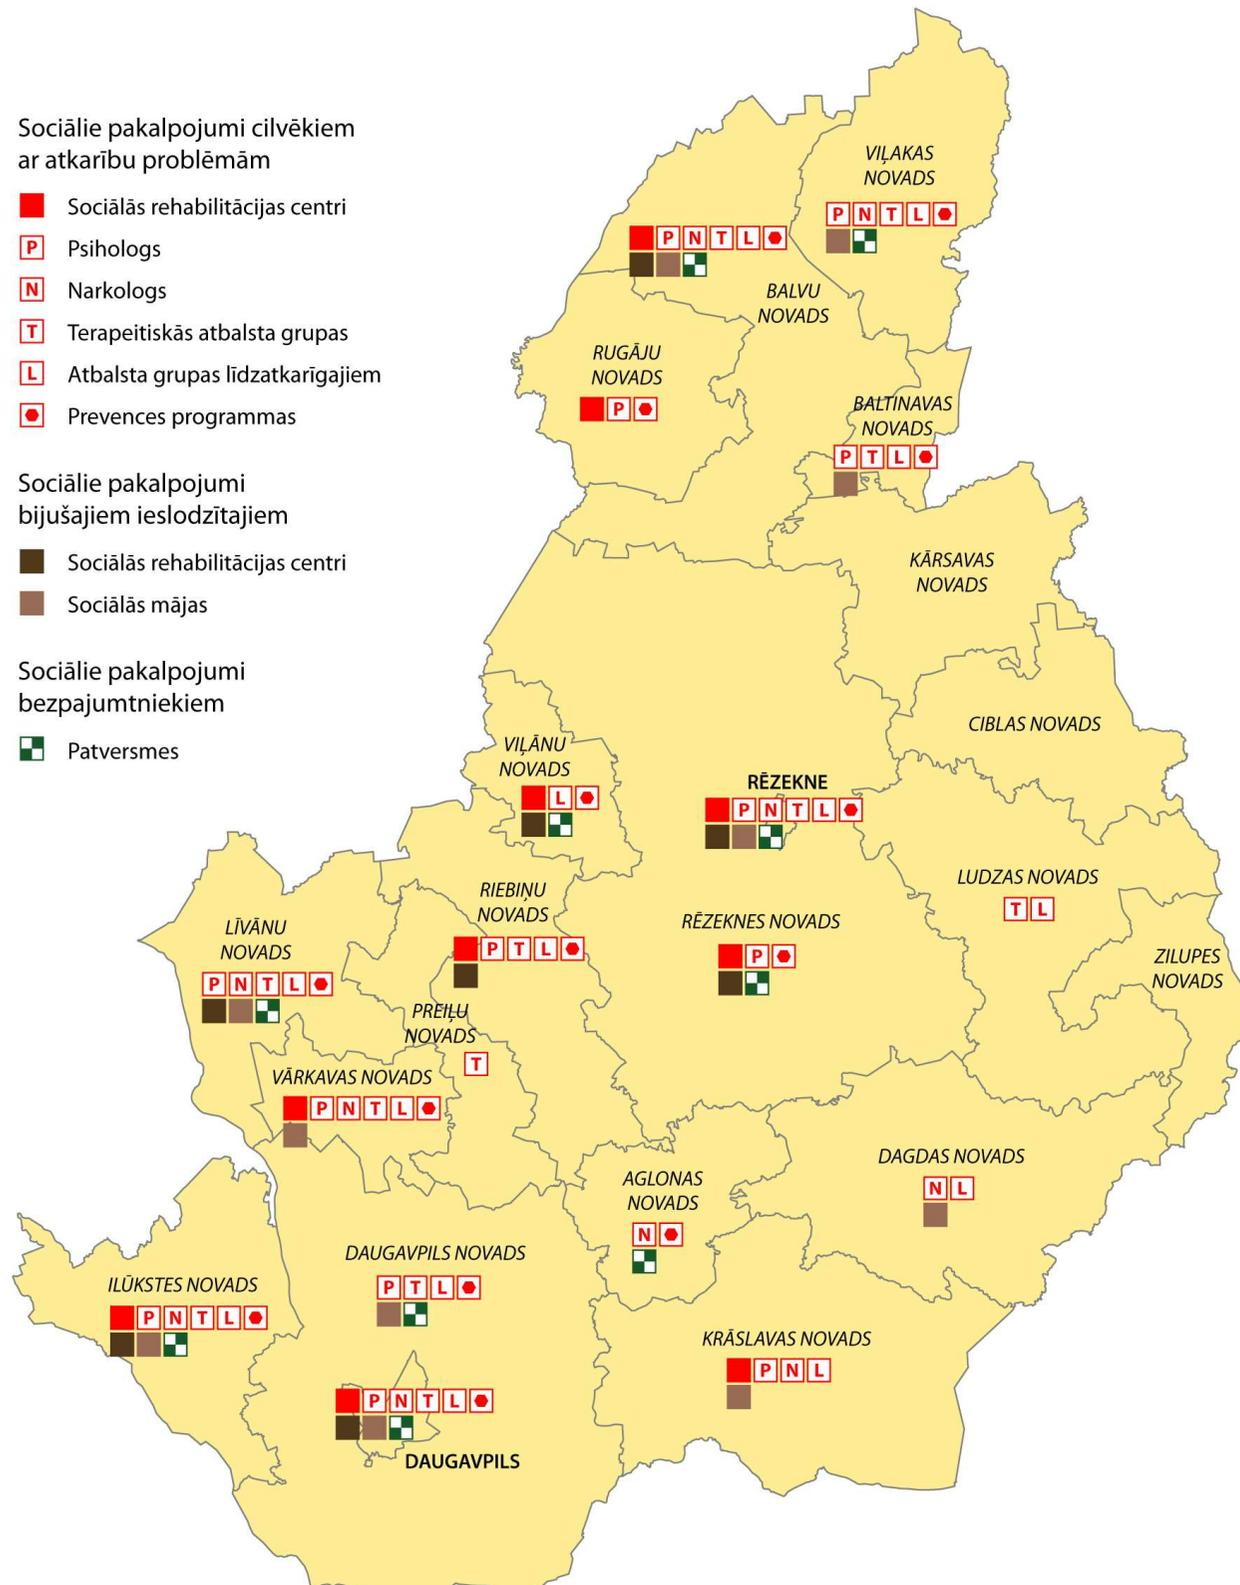 Sociālie pakalpojumi cilvēkiem
ar atkarību problēmām
Sociālās rehabilitācijas centri
P Psihologs
N Narkologs
T Terapeitiskās atbalsta grupas
L Atbalsta grupas līdzatkarīgajiem
Prevences programmas
Sociālie pakalpojumi
bijušajiem ieslodzītajiem
Sociālās rehabilitācijas centri
Sociālās mājas
Sociālie pakalpojumi
bezpajumtniekiem
Patversmes
VIĻAKAS
NOVADS
P N T L
P N T L
BALVU
NOVADS
RUGĀJU
NOVADS
P
BALTINAVAS
NOVADS
P T L
KĀRSAVAS
NOVADS
CIBLAS NOVADS
VIĻĀNU
NOVADS
L
RĒZEKNE
P N T L
LUDZAS NOVADS
T L
RIEBIŅU
NOVADS
P T L
RĒZEKNES NOVADS
P
LĪVĀNU
NOVADS
P N T L
ZILUPES
NOVADS
PREIĻU
NOVADS
T
VĀRKAVAS NOVADS
P N T L
DAGDAS NOVADS
N L
AGLONAS
NOVADS
N
DAUGAVPILS NOVADS
P T L
ILŪKSTES NOVADS
P N T L
KRĀSLAVAS NOVADS
P N L
P N T L
DAUGAVPILS